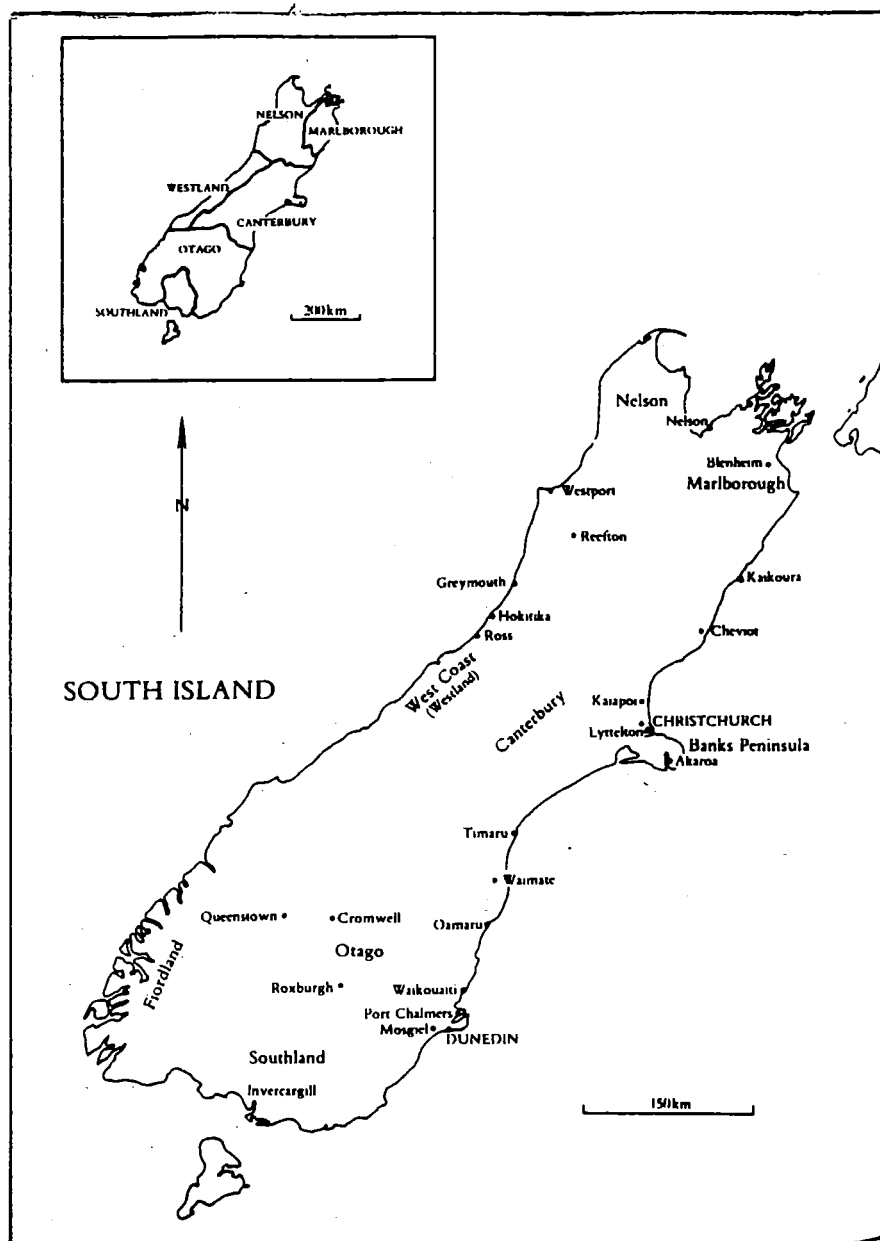 NELSON
MARLBOROUGH
WESTLAND
CANTERBURY
OTAGO
SOUTHLAND
200km
N
SOUTH ISLAND
Nelson
Nelson
Blenheim
Marlborough
Westport
Reefton
Greymouth
Kaikoura
Hokitika
Ross
Cheviot
West Coast
(Westland)
Canterbury
Kaiapoi
CHRISTCHURCH
Lyttelton
Banks Peninsula
Akaroa
Timaru
Waimate
Queenstown
Cromwell
Oamaru
Otago
Fiordland
Roxburgh
Waikouaiti
Port Chalmers
Mosgiel
DUNEDIN
Southland
Invercargill
150km